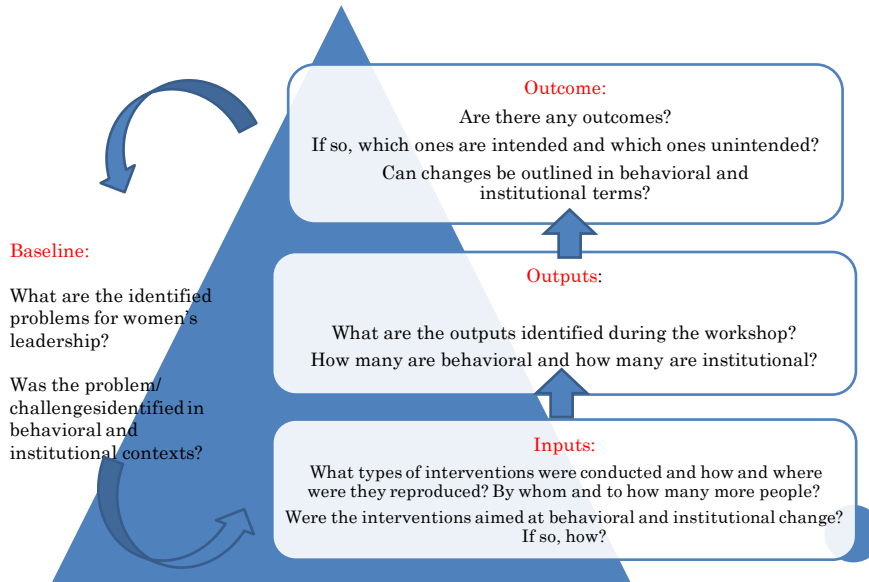 Outcome:
Are there any outcomes?
If so, which ones are intended and which ones unintended?
Can changes be outlined in behavioral and
institutional terms?
Baseline:
What are the identified
problems for women's
leadership?
Was the problem/
challengesidentified in
behavioral and
institutional contexts?
Outputs:
What are the outputs identified during the workshop?
How many are behavioral and how many are institutional?
Inputs:
What types of interventions were conducted and how and where
were they reproduced? By whom and to how many more people?
Were the interventions aimed at behavioral and institutional change?
If so, how?